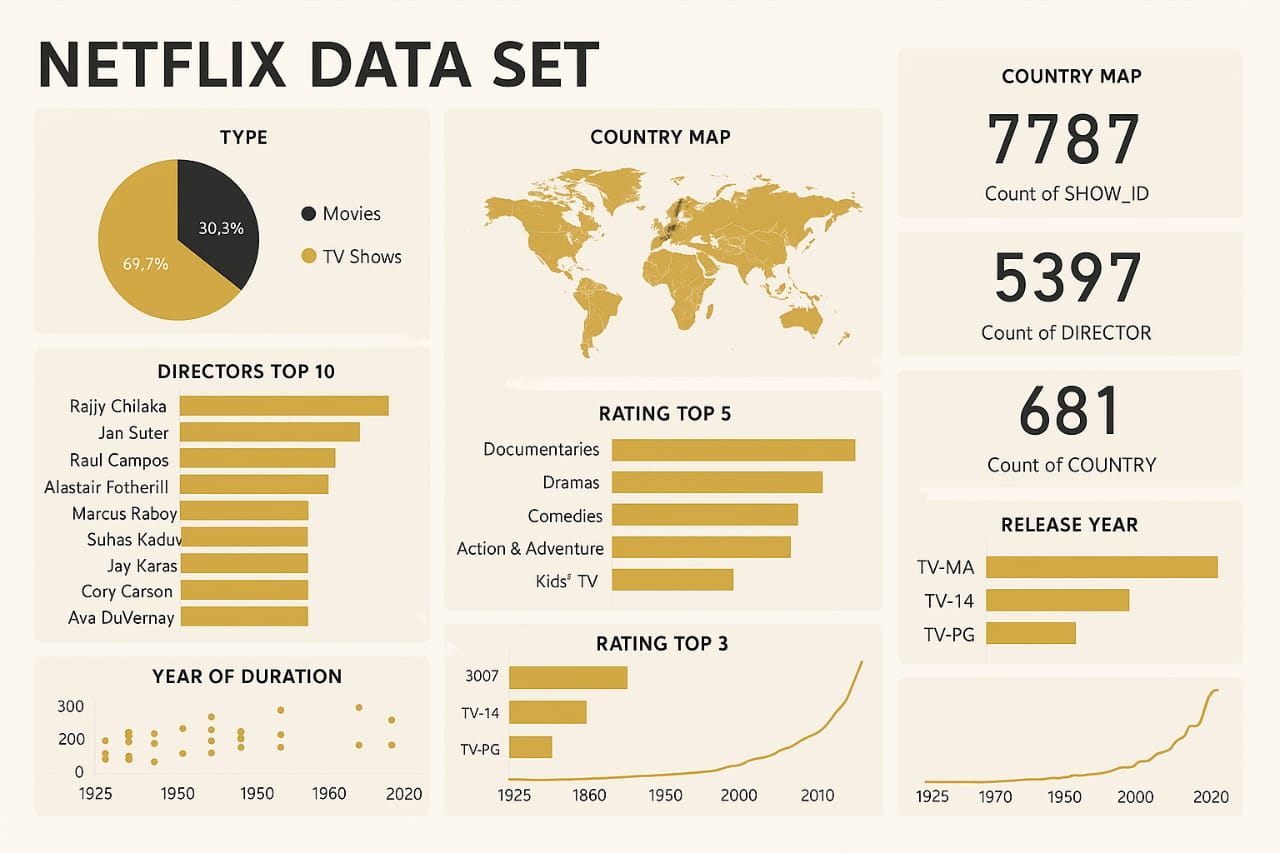 NETFLIX DATA SET
TYPE
30,3%
69,7%
Movies
TV Shows
DIRECTORS TOP 10
Rajjy Chilaka
Jan Suter
Raul Campos
Alastair Fotherill
Marcus Raboy
Suhas Kaduv
Jay Karas
Cory Carson
Ava DuVernay
YEAR OF DURATION
300
200
0
1925 1950 1950 1960 2020
COUNTRY MAP
RATING TOP 5
Documentaries
Dramas
Comedies
Action & Adventure
Kids' TV
RATING TOP 3
3007
TV-14
TV-PG
1925 1860 1950 2000 2010
COUNTRY MAP
7787
Count of SHOW_ID
5397
Count of DIRECTOR
681
Count of COUNTRY
RELEASE YEAR
TV-MA
TV-14
TV-PG
1925 1970 1950 2000 2020